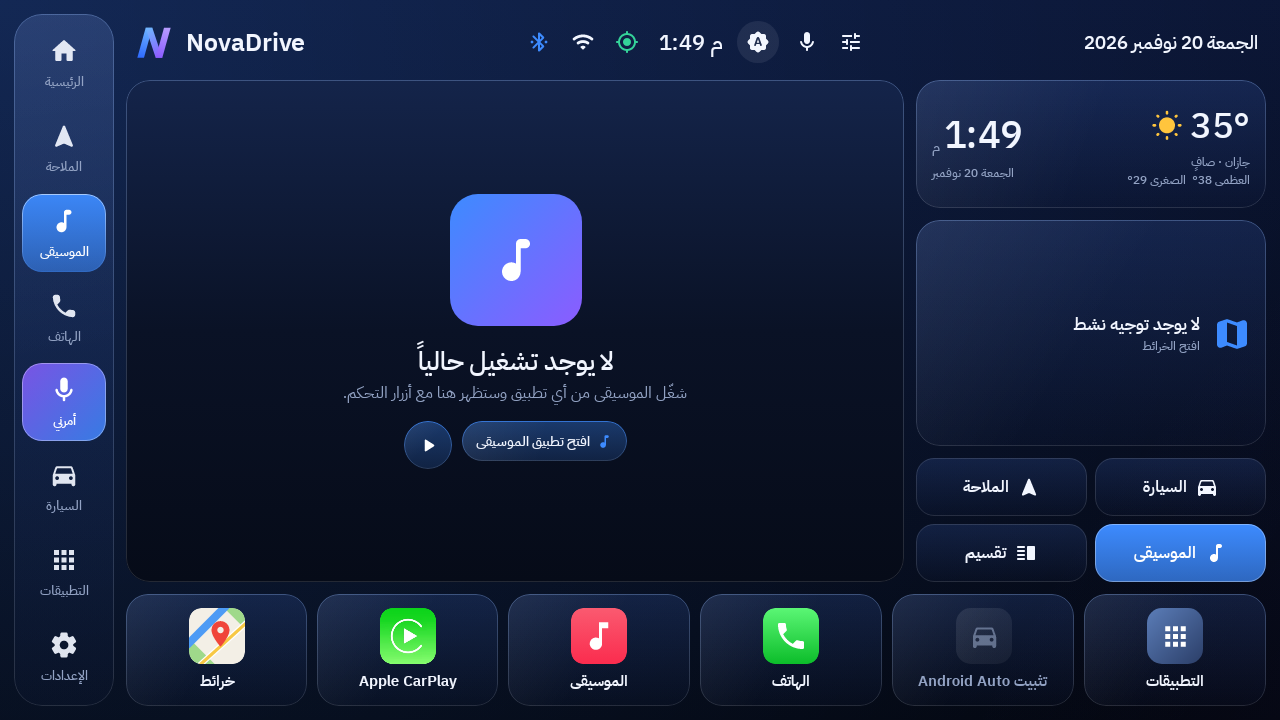 NovaDrive
1:49 م
الجمعة 20 نوفمبر 2026
الرئيسية
الملاحة
الموسيقى
الهاتف
أمرني
السيارة
التطبيقات
الإعدادات
35°
جازان · صافٍ
العظمى 38° الصغرى 29°
1:49 م
الجمعة 20 نوفمبر
لا يوجد توجيه نشط
افتح الخرائط
لا يوجد تشغيل حالياً
شغّل الموسيقى من أي تطبيق وستظهر هنا مع أزرار التحكم.
افتح تطبيق الموسيقى
السيارة
الملاحة
الموسيقى
تقسيم
التطبيقات
تثبيت Android Auto
الهاتف
الموسيقى
Apple CarPlay
خرائط